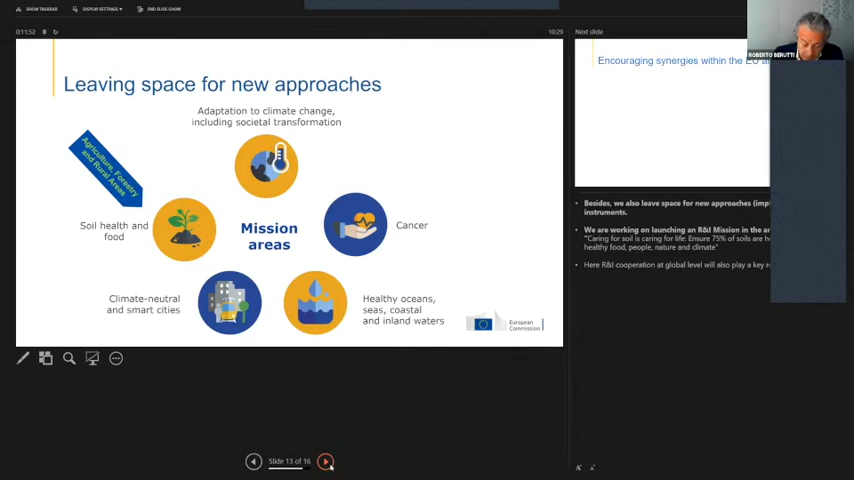 SHOW TASKBAR
DISPLAY SETTINGS
END SLIDE SHOW
0:11:52
10:29
Next slide
ROBERTO BERUTTI
Leaving space for new approaches
Adaptation to climate change,
including societal transformation
Agriculture, Forestry
and Rural Areas
Soil health and
food
Mission
areas
Cancer
Climate-neutral
and smart cities
Healthy oceans,
seas, coastal
and inland waters
European
Commission
Encouraging synergies within the EU
Besides, we also leave space for new approaches
instruments.
We are working on launching an R&I Mission in the
"Caring for soil is caring for life: Ensure 75% of soils are
healthy food, people, nature and climate"
Here R&I cooperation at global level will also play a key
Slide 13 of 16